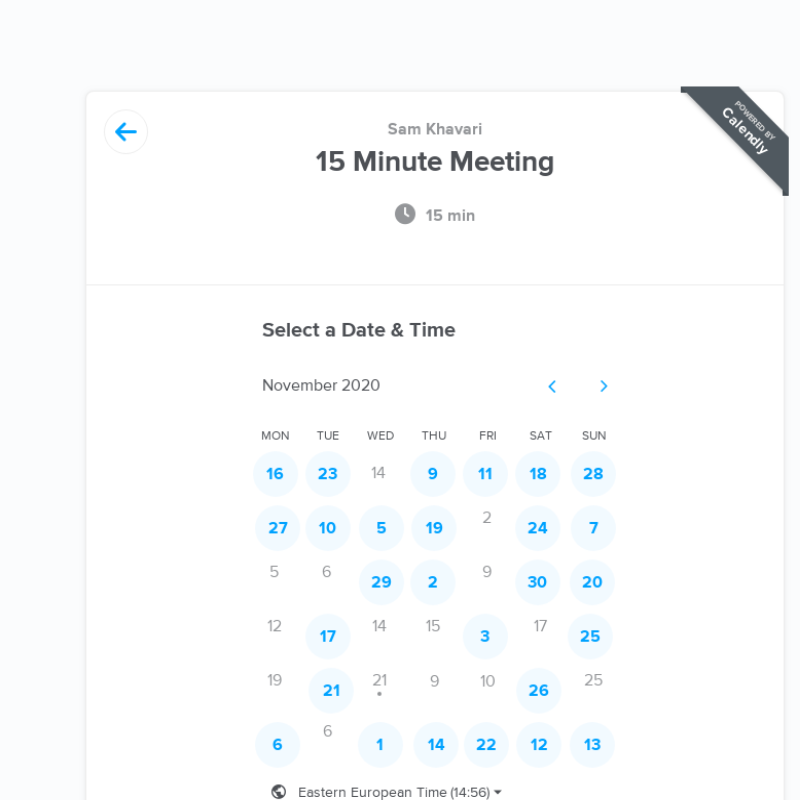 POWERED BY
Calendly
Sam Khavari
15 Minute Meeting
15 min
Select a Date & Time
November 2020
MON TUE WED THU FRI SAT SUN
16 23 14 9 11 18 28
27 10 5 19 2 24 7
5 6 29 2 9 30 20
12 17 14 15 3 17 25
19 21 21 9 10 26 25
6 6 1 14 22 12 13
Eastern European Time (14:56)